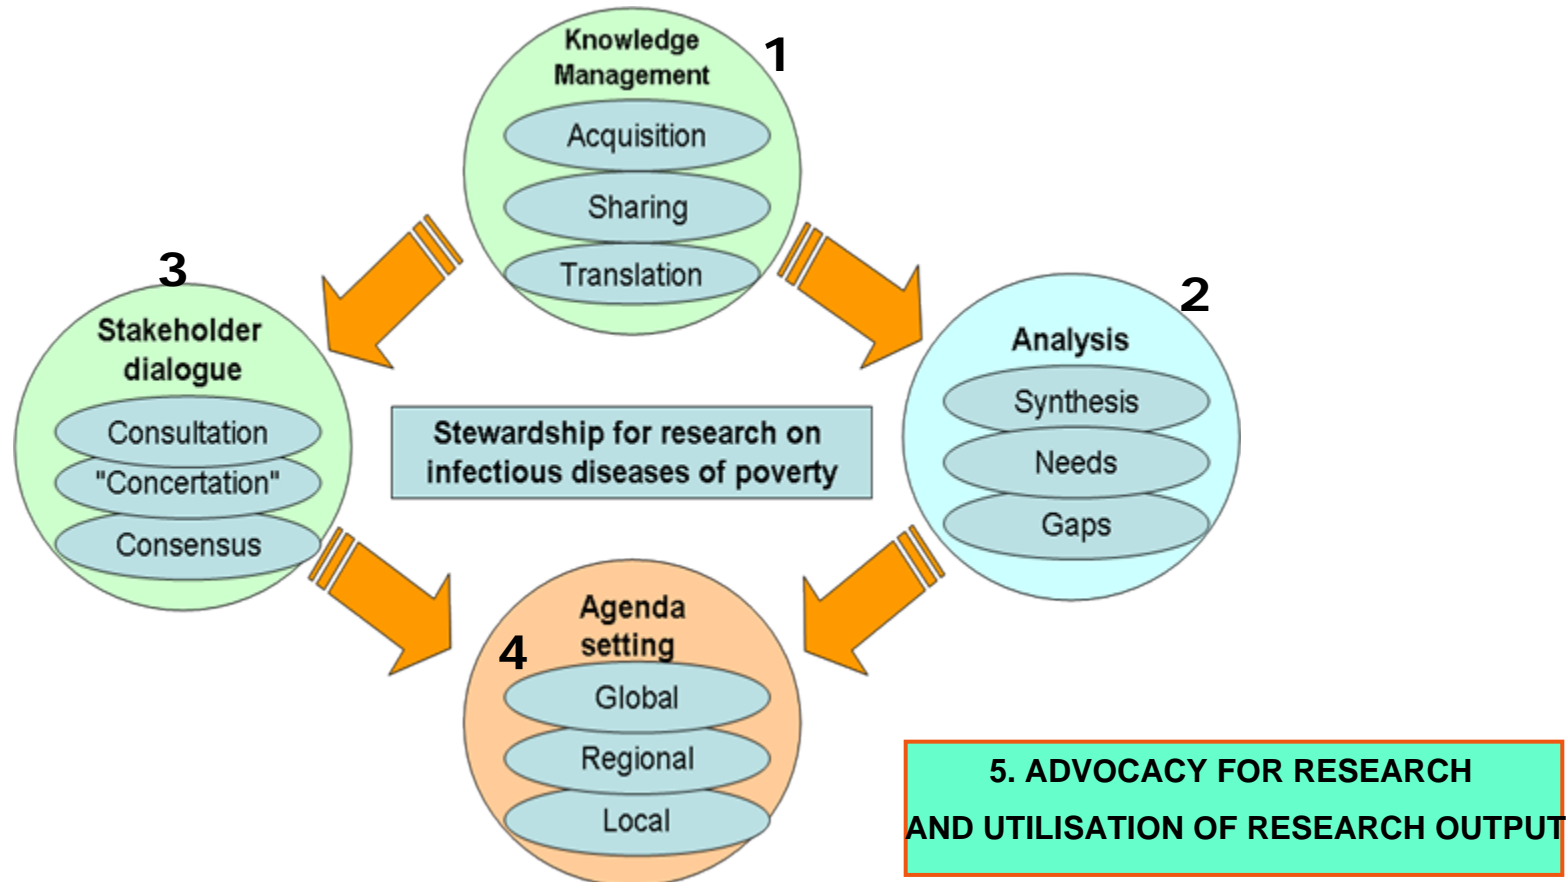 Knowledge
Management
1
Acquisition
Sharing
Translation
3
Stakeholder
dialogue
Consultation
"Concertation"
Consensus
2
Analysis
Synthesis
Needs
Gaps
Stewardship for research on
infectious diseases of poverty
Agenda
setting
4
Global
Regional
Local
5. ADVOCACY FOR RESEARCH
AND UTILISATION OF RESEARCH OUTPUT